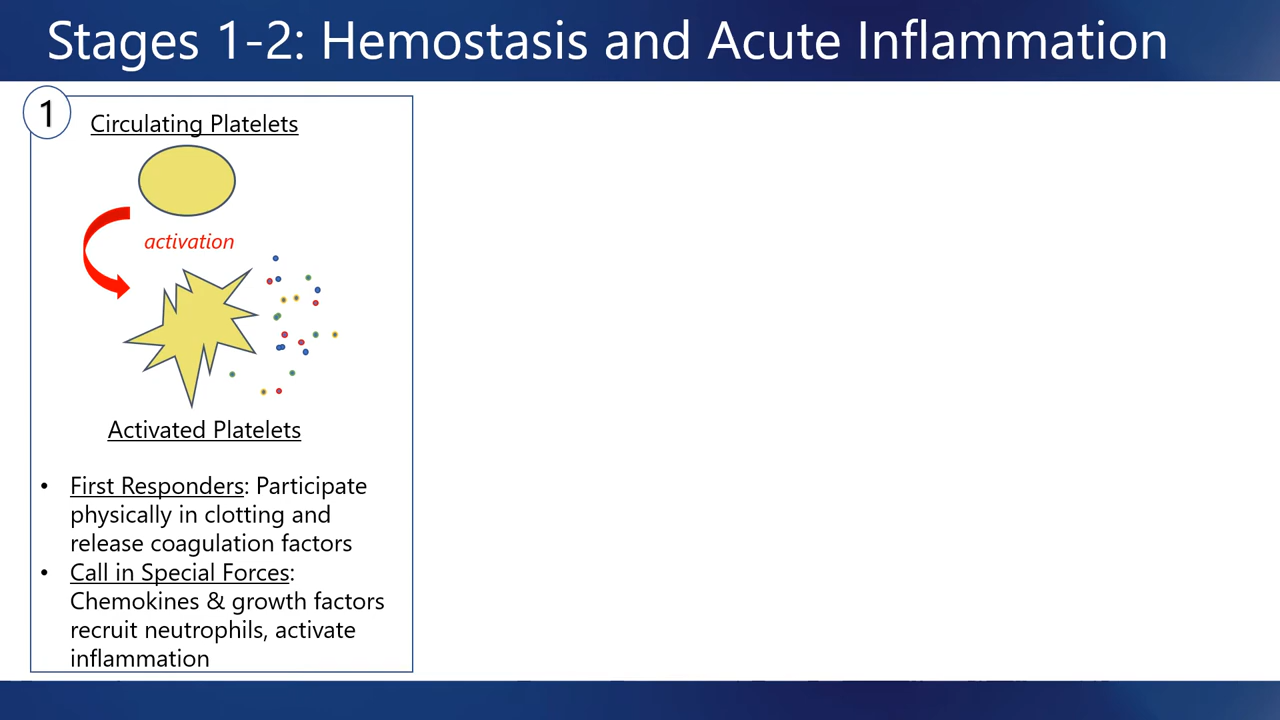 Stages 1-2: Hemostasis and Acute Inflammation
1
Circulating Platelets
activation
Activated Platelets
• First Responders: Participate
physically in clotting and
release coagulation factors
• Call in Special Forces:
Chemokines & growth factors
recruit neutrophils, activate
inflammation